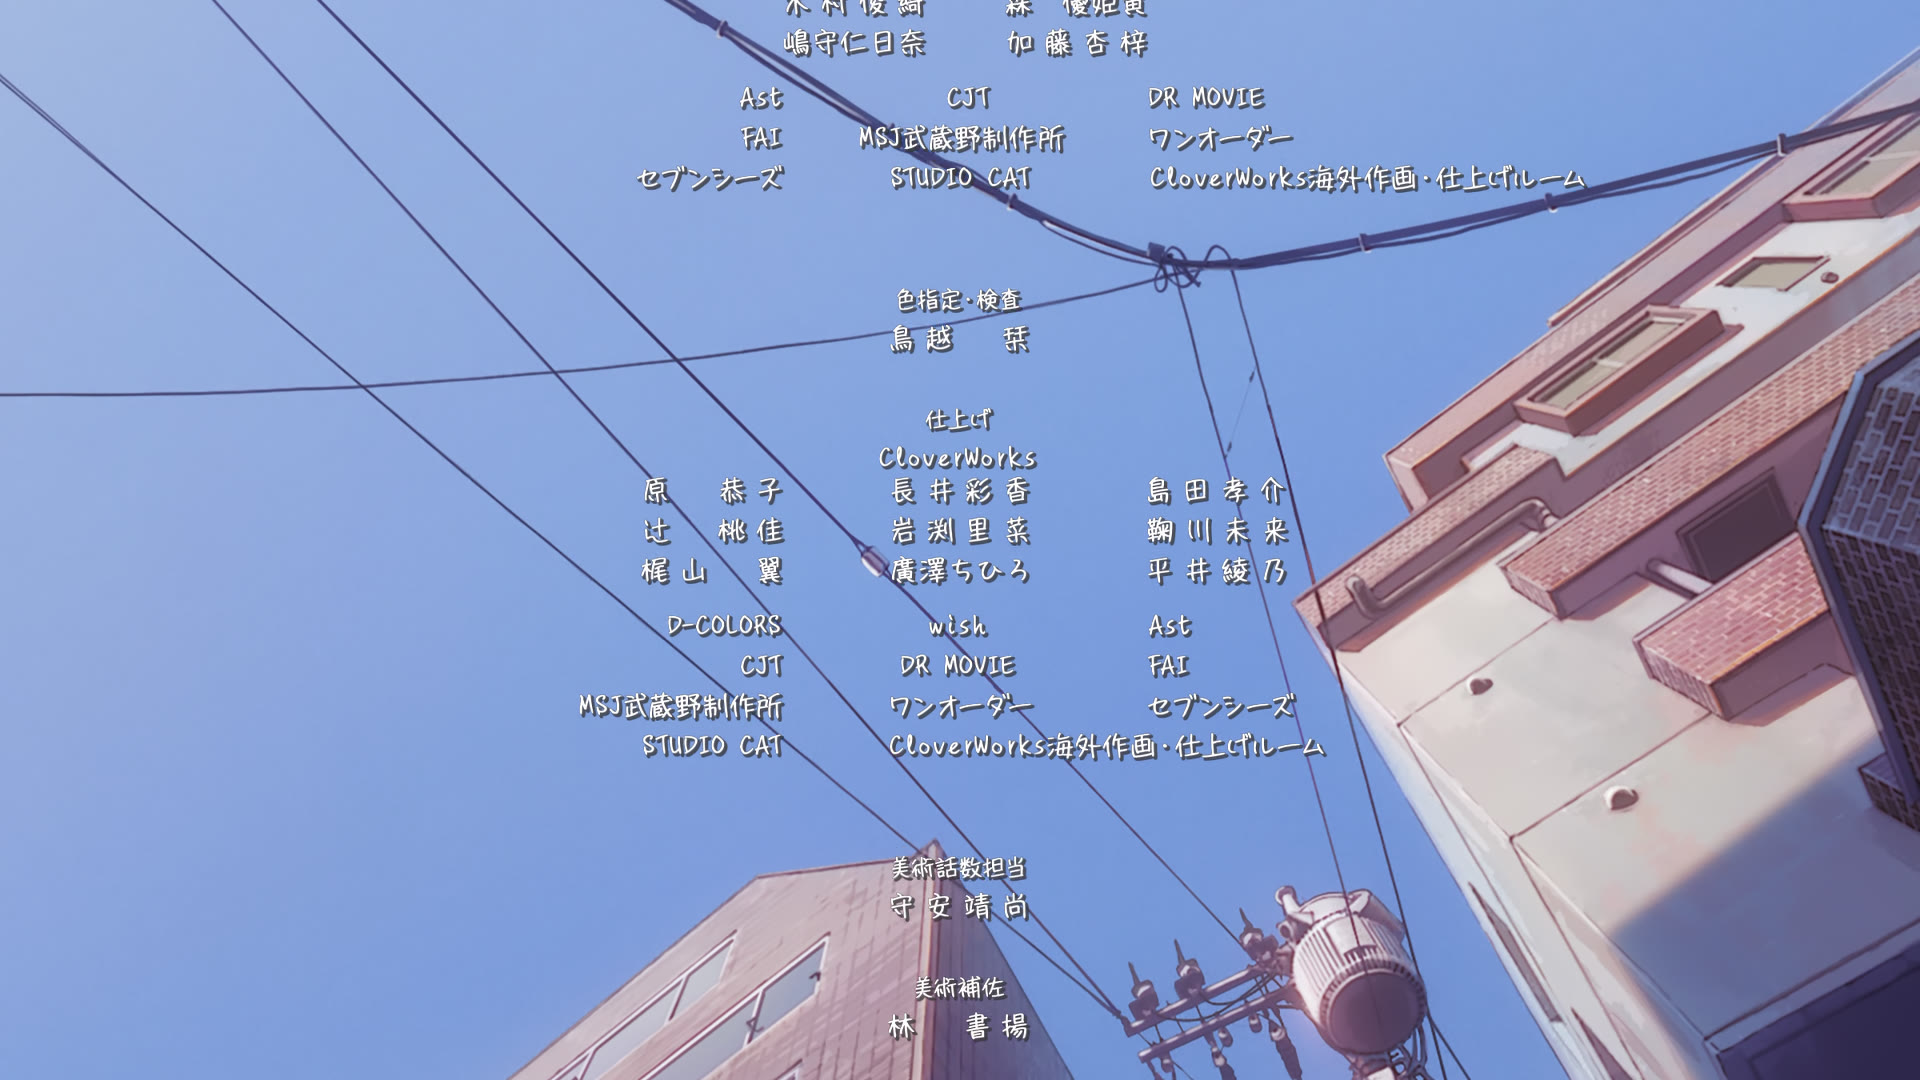 木村俊綺 森 優姫寅
嶋守仁日奈 加藤杏梓
Ast CJT DR MOVIE
FAI MSJ武蔵野制作所 ワンオーダー
セブンシーズ STUDIO CAT CloverWorks海外作画・仕上げルーム
色指定・検査
鳥越 栞
仕上げ
CloverWorks
原 恭子 長井彩香 島田孝介
辻 桃佳 岩渕里菜 鞠川未来
梶山 翼 廣澤ちひろ 平井綾乃
D-COLORS wish Ast
CJT DR MOVIE FAI
MSJ武蔵野制作所 ワンオーダー セブンシーズ
STUDIO CAT CloverWorks海外作画・仕上げルーム
美術話数担当
守安靖尚
美術補佐
林 書揚